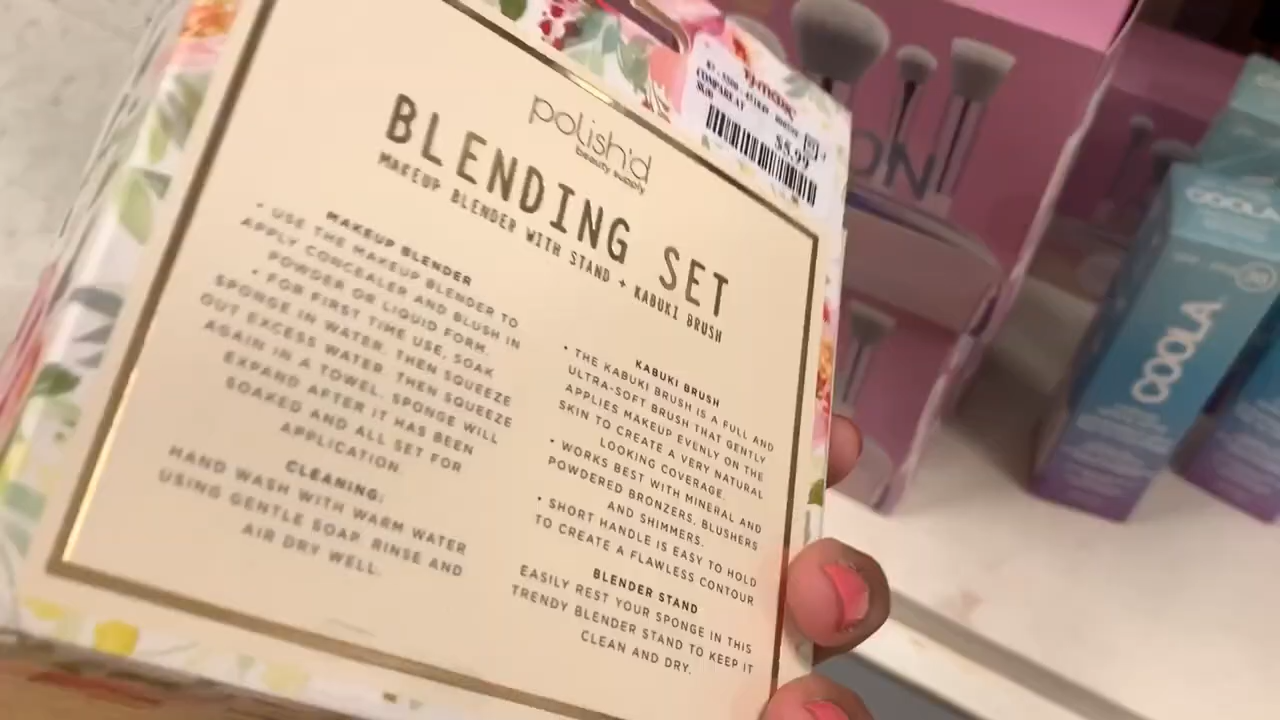 polish'd
beauty supply
BLENDING SET
MAKEUP BLENDER WITH STAND + KABUKI BRUSH
MAKEUP BLENDER
• USE THE MAKEUP BLENDER TO
APPLY CONCEALER AND BLUSH IN
POWDER OR LIQUID FORM.
• FOR FIRST TIME USE, SOAK
SPONGE IN WATER. THEN SQUEEZE
OUT EXCESS WATER. THEN SQUEEZE
AGAIN IN A TOWEL. SPONGE WILL
EXPAND AFTER IT HAS BEEN
SOAKED AND ALL SET FOR
APPLICATION.
CLEANING:
HAND WASH WITH WARM WATER
USING GENTLE SOAP. RINSE AND
AIR DRY WELL.
KABUKI BRUSH
• THE KABUKI BRUSH IS A FULL AND
ULTRA-SOFT BRUSH THAT GENTLY
APPLIES MAKEUP EVENLY ON THE
SKIN TO CREATE A VERY NATURAL
LOOKING COVERAGE.
• WORKS BEST WITH MINERAL AND
POWDERED BRONZERS, BLUSHERS
AND SHIMMERS.
• SHORT HANDLE IS EASY TO HOLD
TO CREATE A FLAWLESS CONTOUR
BLENDER STAND
EASILY REST YOUR SPONGE IN THIS
TRENDY BLENDER STAND TO KEEP IT
CLEAN AND DRY.
COMPARE AT
$5.99
ON
COOLA
COOLA